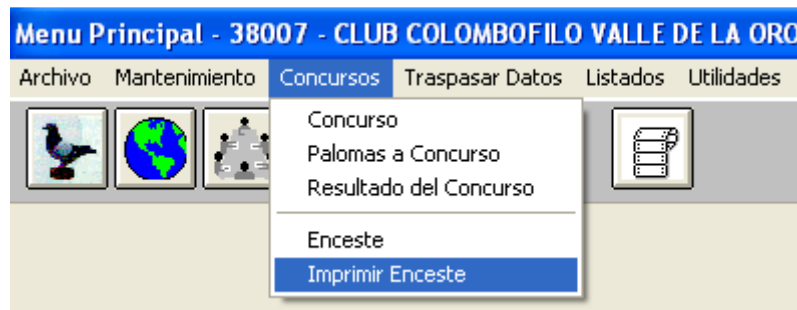 Menu Principal - 38007 - CLUB COLOMBOFILO VALLE DE LA ORO
Archivo Mantenimiento Concursos Traspasar Datos Listados Utilidades
Concurso
Palomas a Concurso
Resultado del Concurso
Enceste
Imprimir Enceste